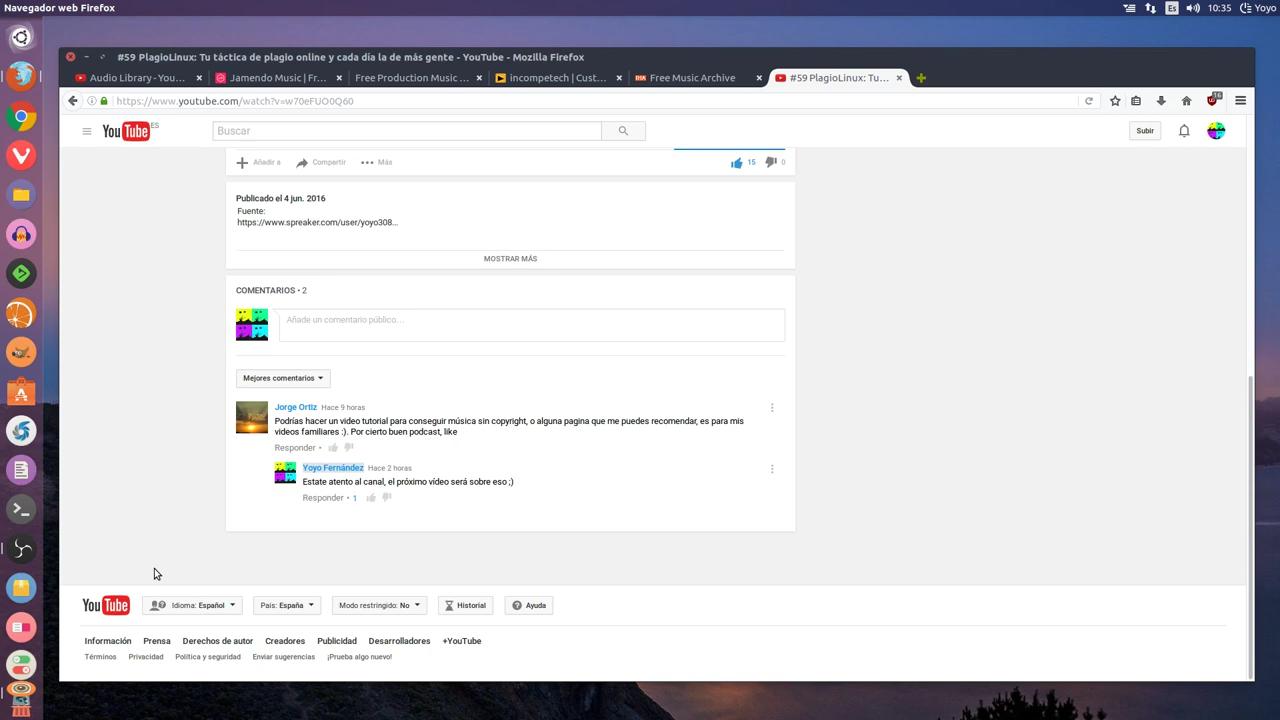 Navegador web Firefox
Es
10:35
Yoyo
#59 PlagioLinux: Tu táctica de plagio online y cada día la de más gente - YouTube - Mozilla Firefox
Audio Library - You...
Jamendo Music | Fr...
Free Production Music ...
incompetech | Cust...
Free Music Archive
#59 PlagioLinux: Tu...
https://www.youtube.com/watch?v=w70eFUO0Q60
16
YouTube ES
Buscar
Subir
Añadir a
Compartir
Más
15
0
Publicado el 4 jun. 2016
Fuente:
https://www.spreaker.com/user/yoyo308...
MOSTRAR MÁS
COMENTARIOS • 2
Añade un comentario público...
Mejores comentarios
Jorge Ortiz Hace 9 horas
Podrías hacer un video tutorial para conseguir música sin copyright, o alguna pagina que me puedes recomendar, es para mis
videos familiares :). Por cierto buen podcast, like
Responder •
Yoyo Fernández Hace 2 horas
Estate atento al canal, el próximo vídeo será sobre eso ;)
Responder • 1
YouTube
Idioma: Español
País: España
Modo restringido: No
Historial
Ayuda
Información
Prensa
Derechos de autor
Creadores
Publicidad
Desarrolladores
+YouTube
Términos
Privacidad
Política y seguridad
Enviar sugerencias
¡Prueba algo nuevo!